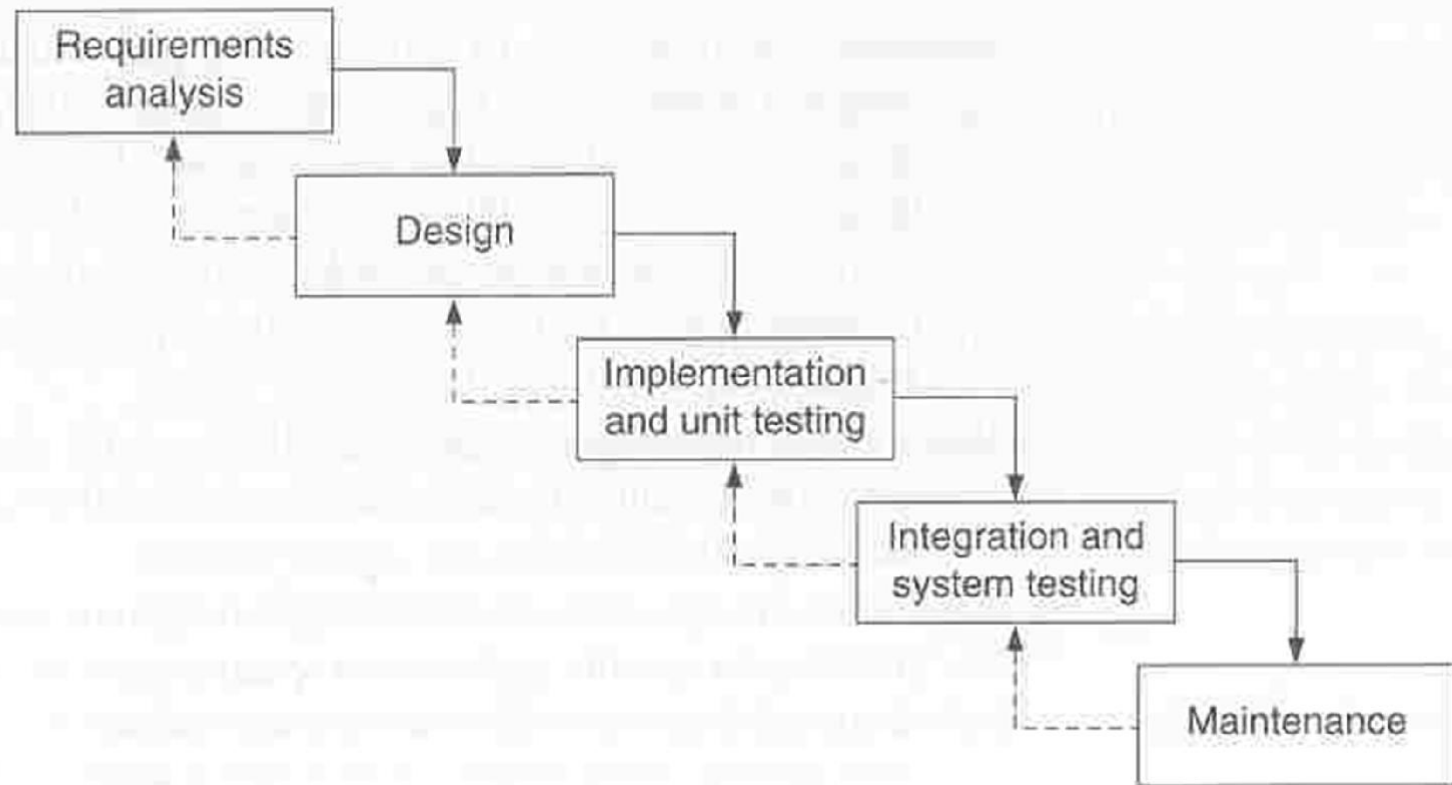 Requirements
analysis
Design
Implementation
and unit testing
Integration and
system testing
Maintenance